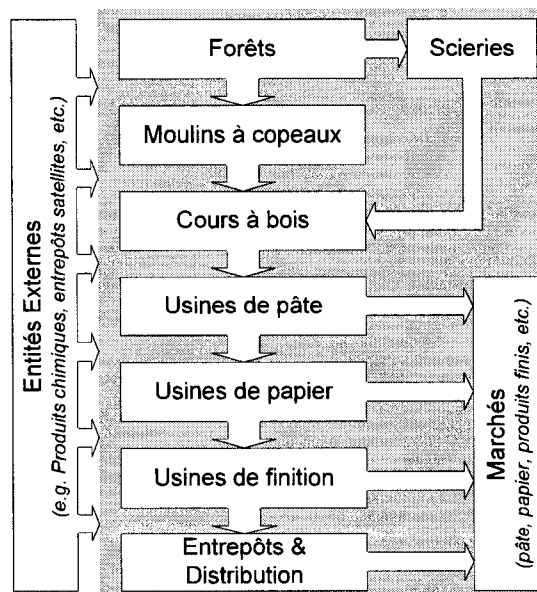 Forêts
Scieries
Moulins à copeaux
Cours à bois
Usines de pâte
Usines de papier
Usines de finition
Entrepôts &
Distribution
Entités Externes
(e.g. Produits chimiques, entrepôts satellites, etc.)
Marchés
(pâte, papier, produits finis, etc.)